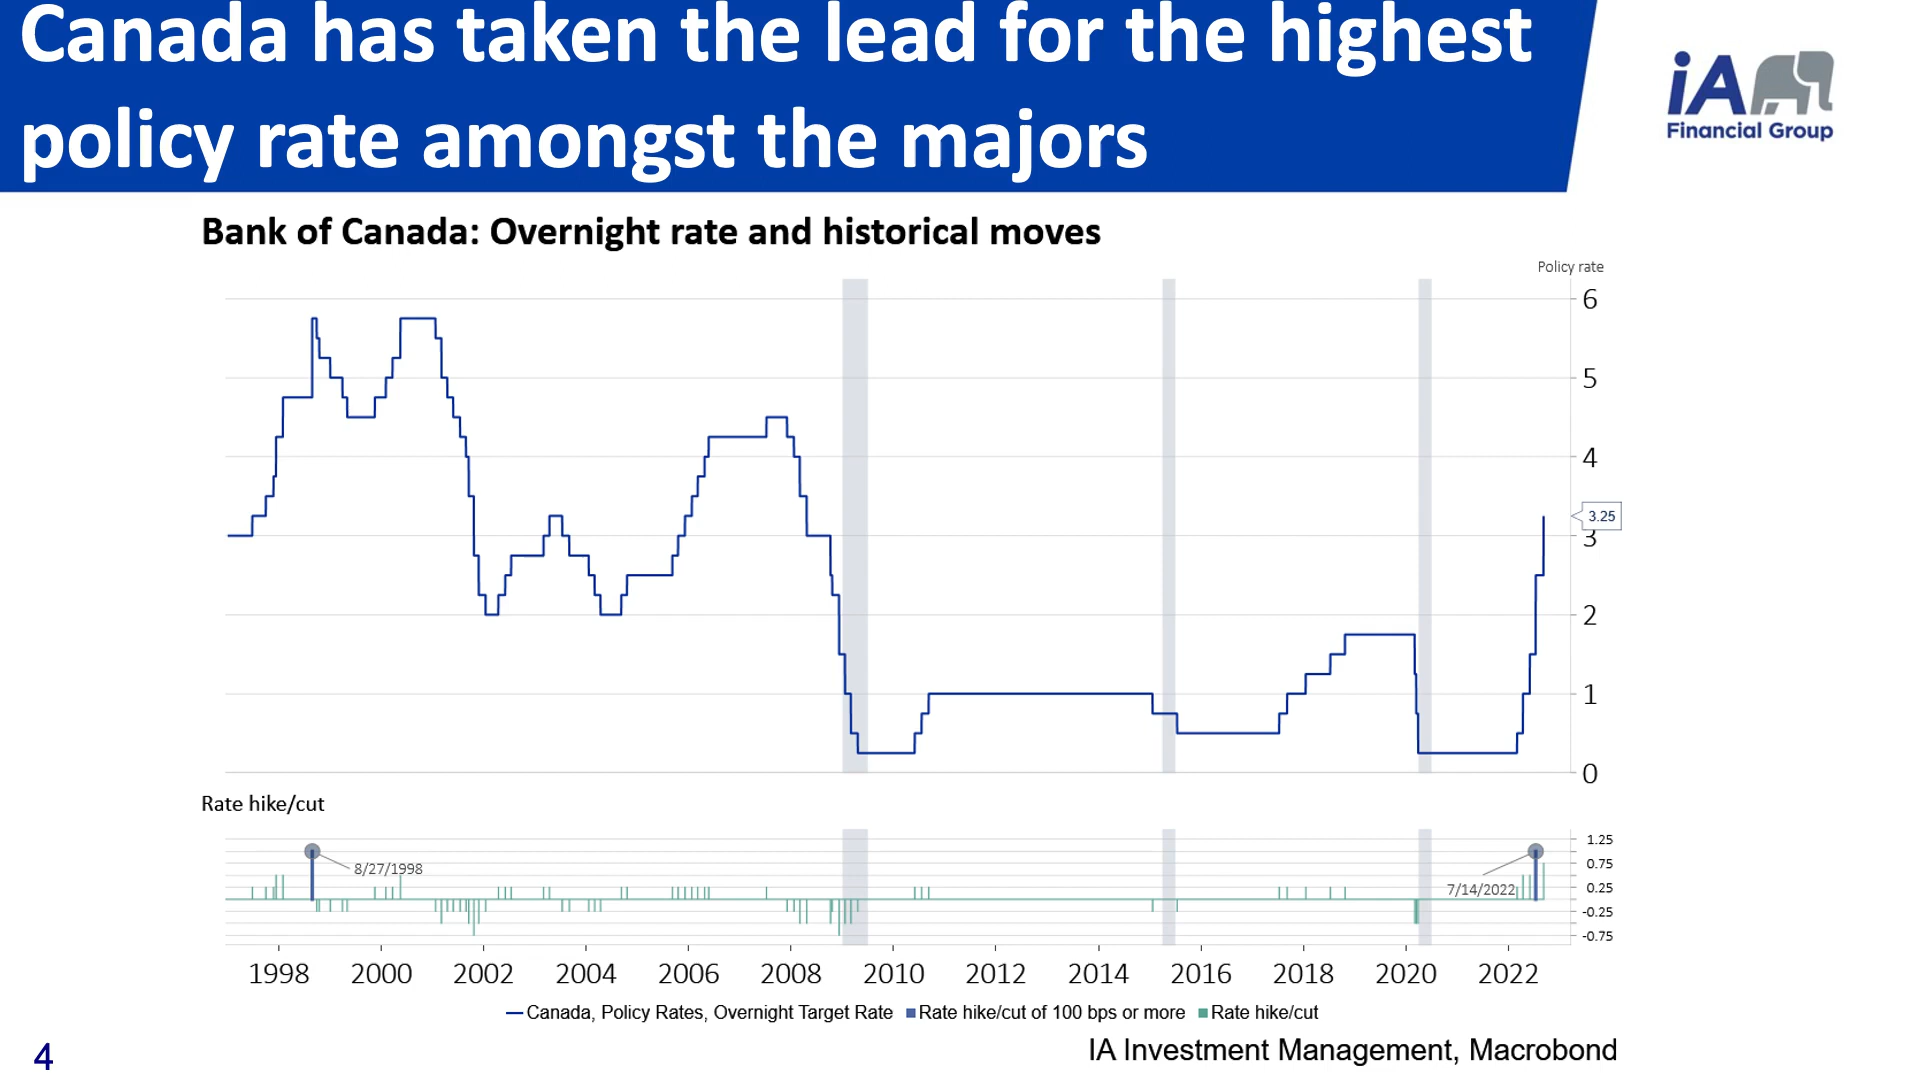 Canada has taken the lead for the highest
policy rate amongst the majors
iA
Financial Group
Bank of Canada: Overnight rate and historical moves
Policy rate
6
5
4
3.25
3
2
1
0
Rate hike/cut
1.25
0.75
0.25
-0.25
-0.75
8/27/1998
7/14/2022
1998 2000 2002 2004 2006 2008 2010 2012 2014 2016 2018 2020 2022
Canada, Policy Rates, Overnight Target Rate Rate hike/cut of 100 bps or more Rate hike/cut
4
IA Investment Management, Macrobond